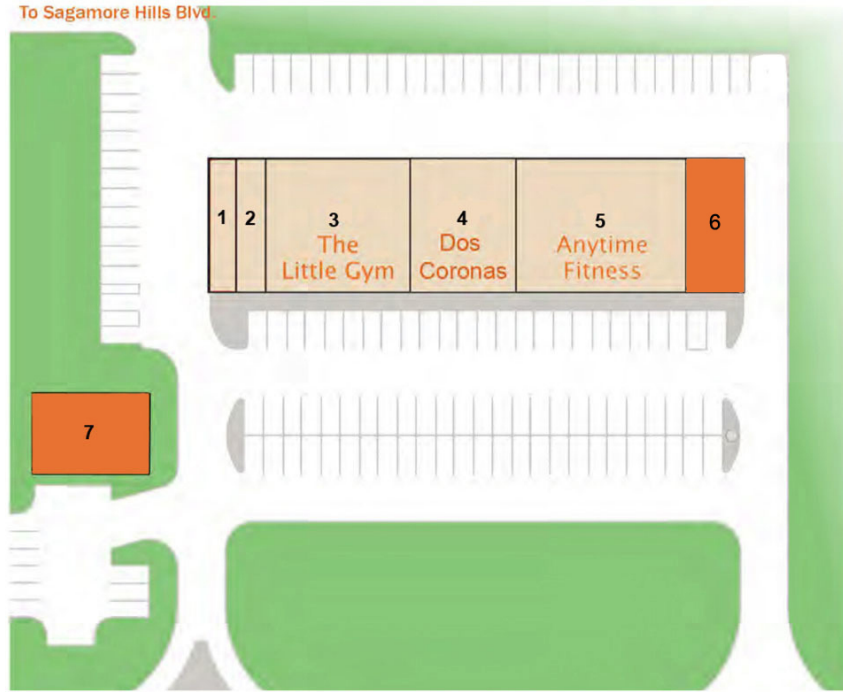 To Sagamore Hills Blvd.
1
2
3
The
Little Gym
4
Dos
Coronas
5
Anytime
Fitness
6
7